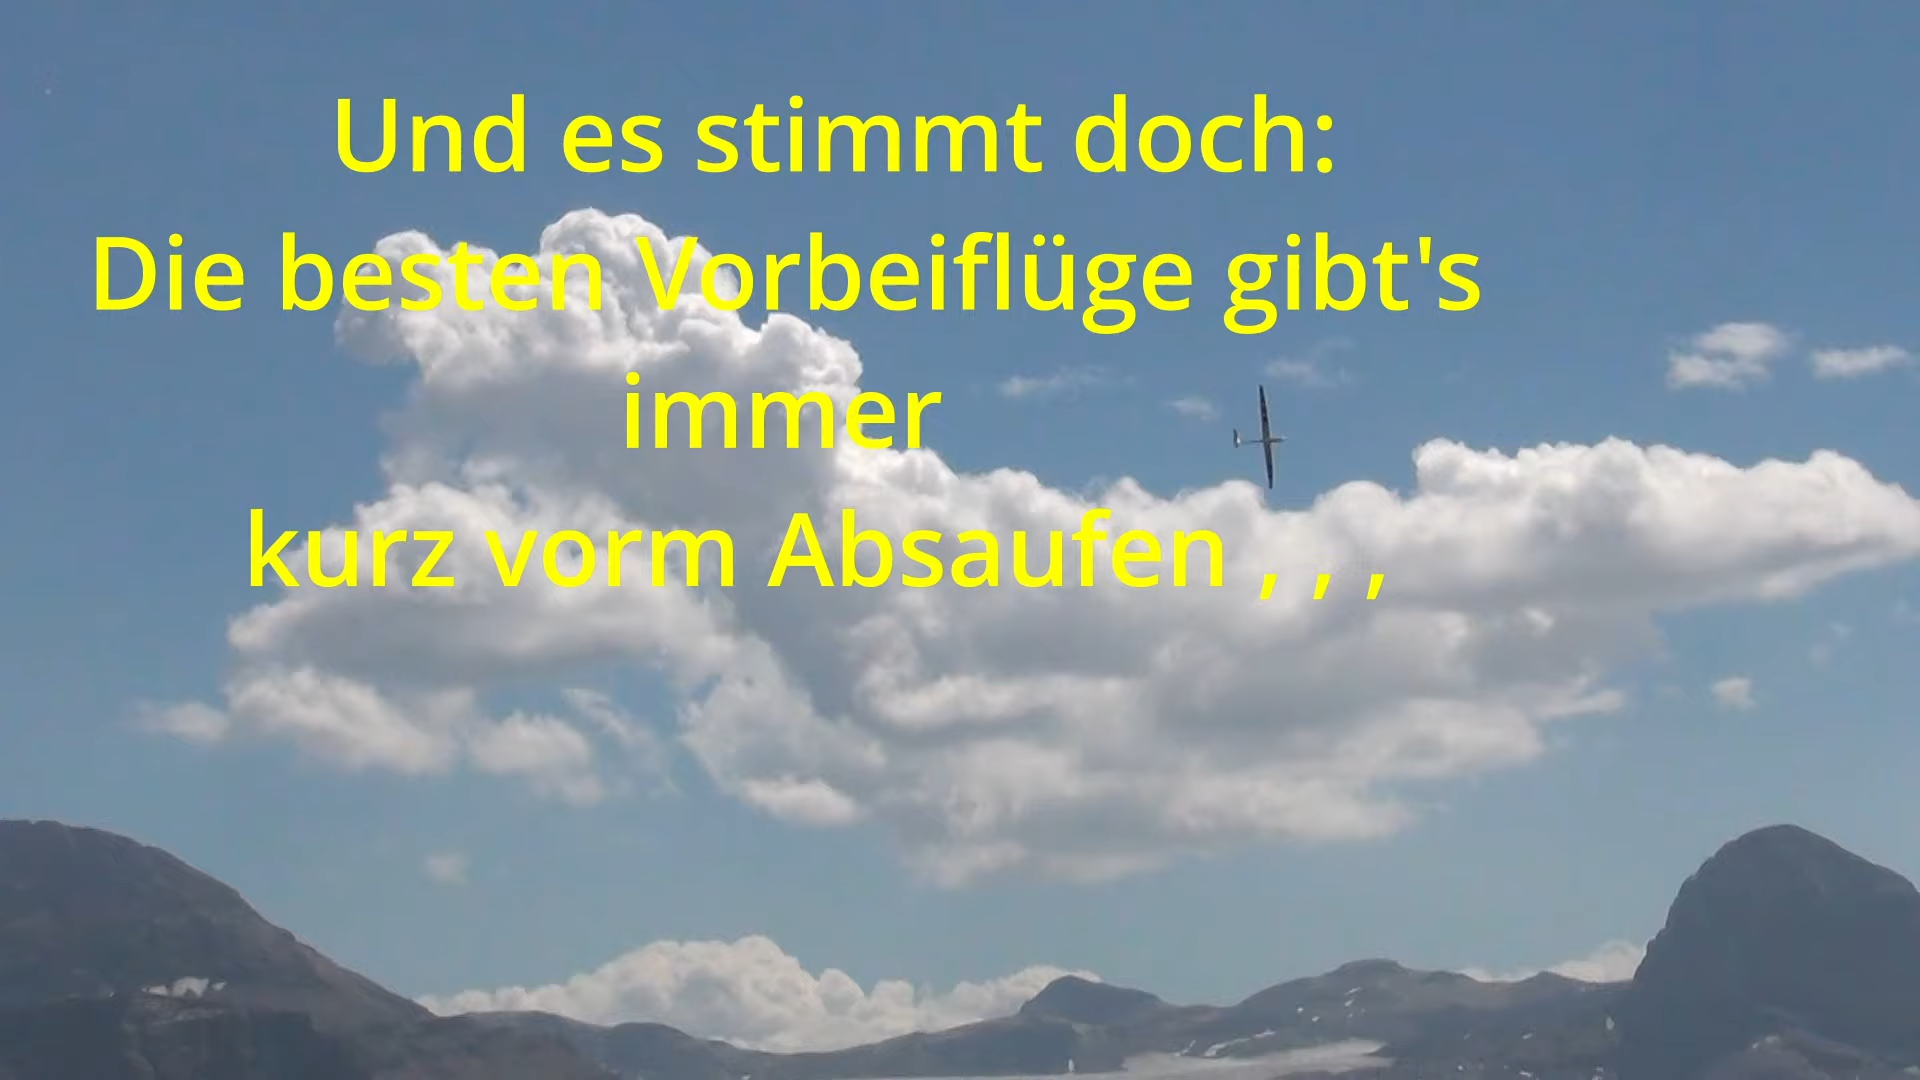 Und es stimmt doch:
Die besten Vorbeiflüge gibt's
immer
kurz vorm Absaufen , , ,